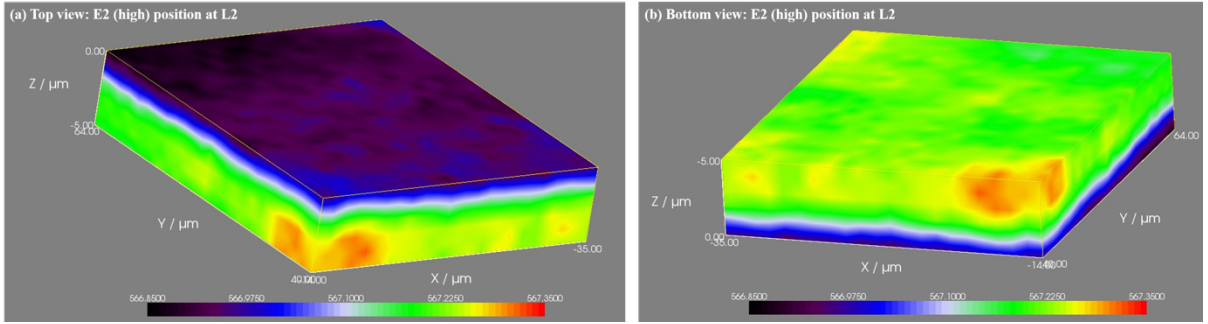 (a) Top view: E2 (high) position at L2
0.00
Z / µm
-5.00
64.00
Y / µm
X / µm
-35.00
566.8500
566.9750
567.1000
567.2250
567.3500
(b) Bottom view: E2 (high) position at L2
-5.00
64.00
Z / µm
Y / µm
0.00
-35.00
X / µm
566.8500
566.9750
567.1000
567.2250
567.3500